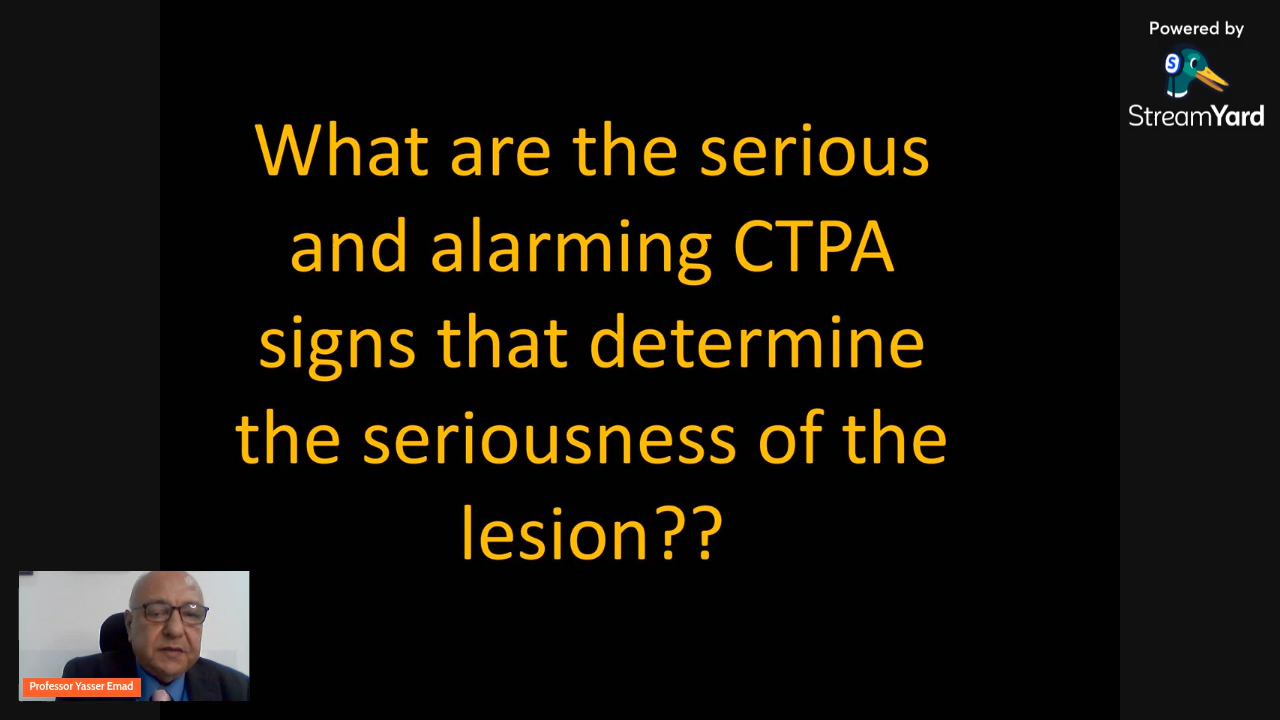 Powered by
S
StreamYard
What are the serious
and alarming CTPA
signs that determine
the seriousness of the
lesion??
Professor Yasser Emad